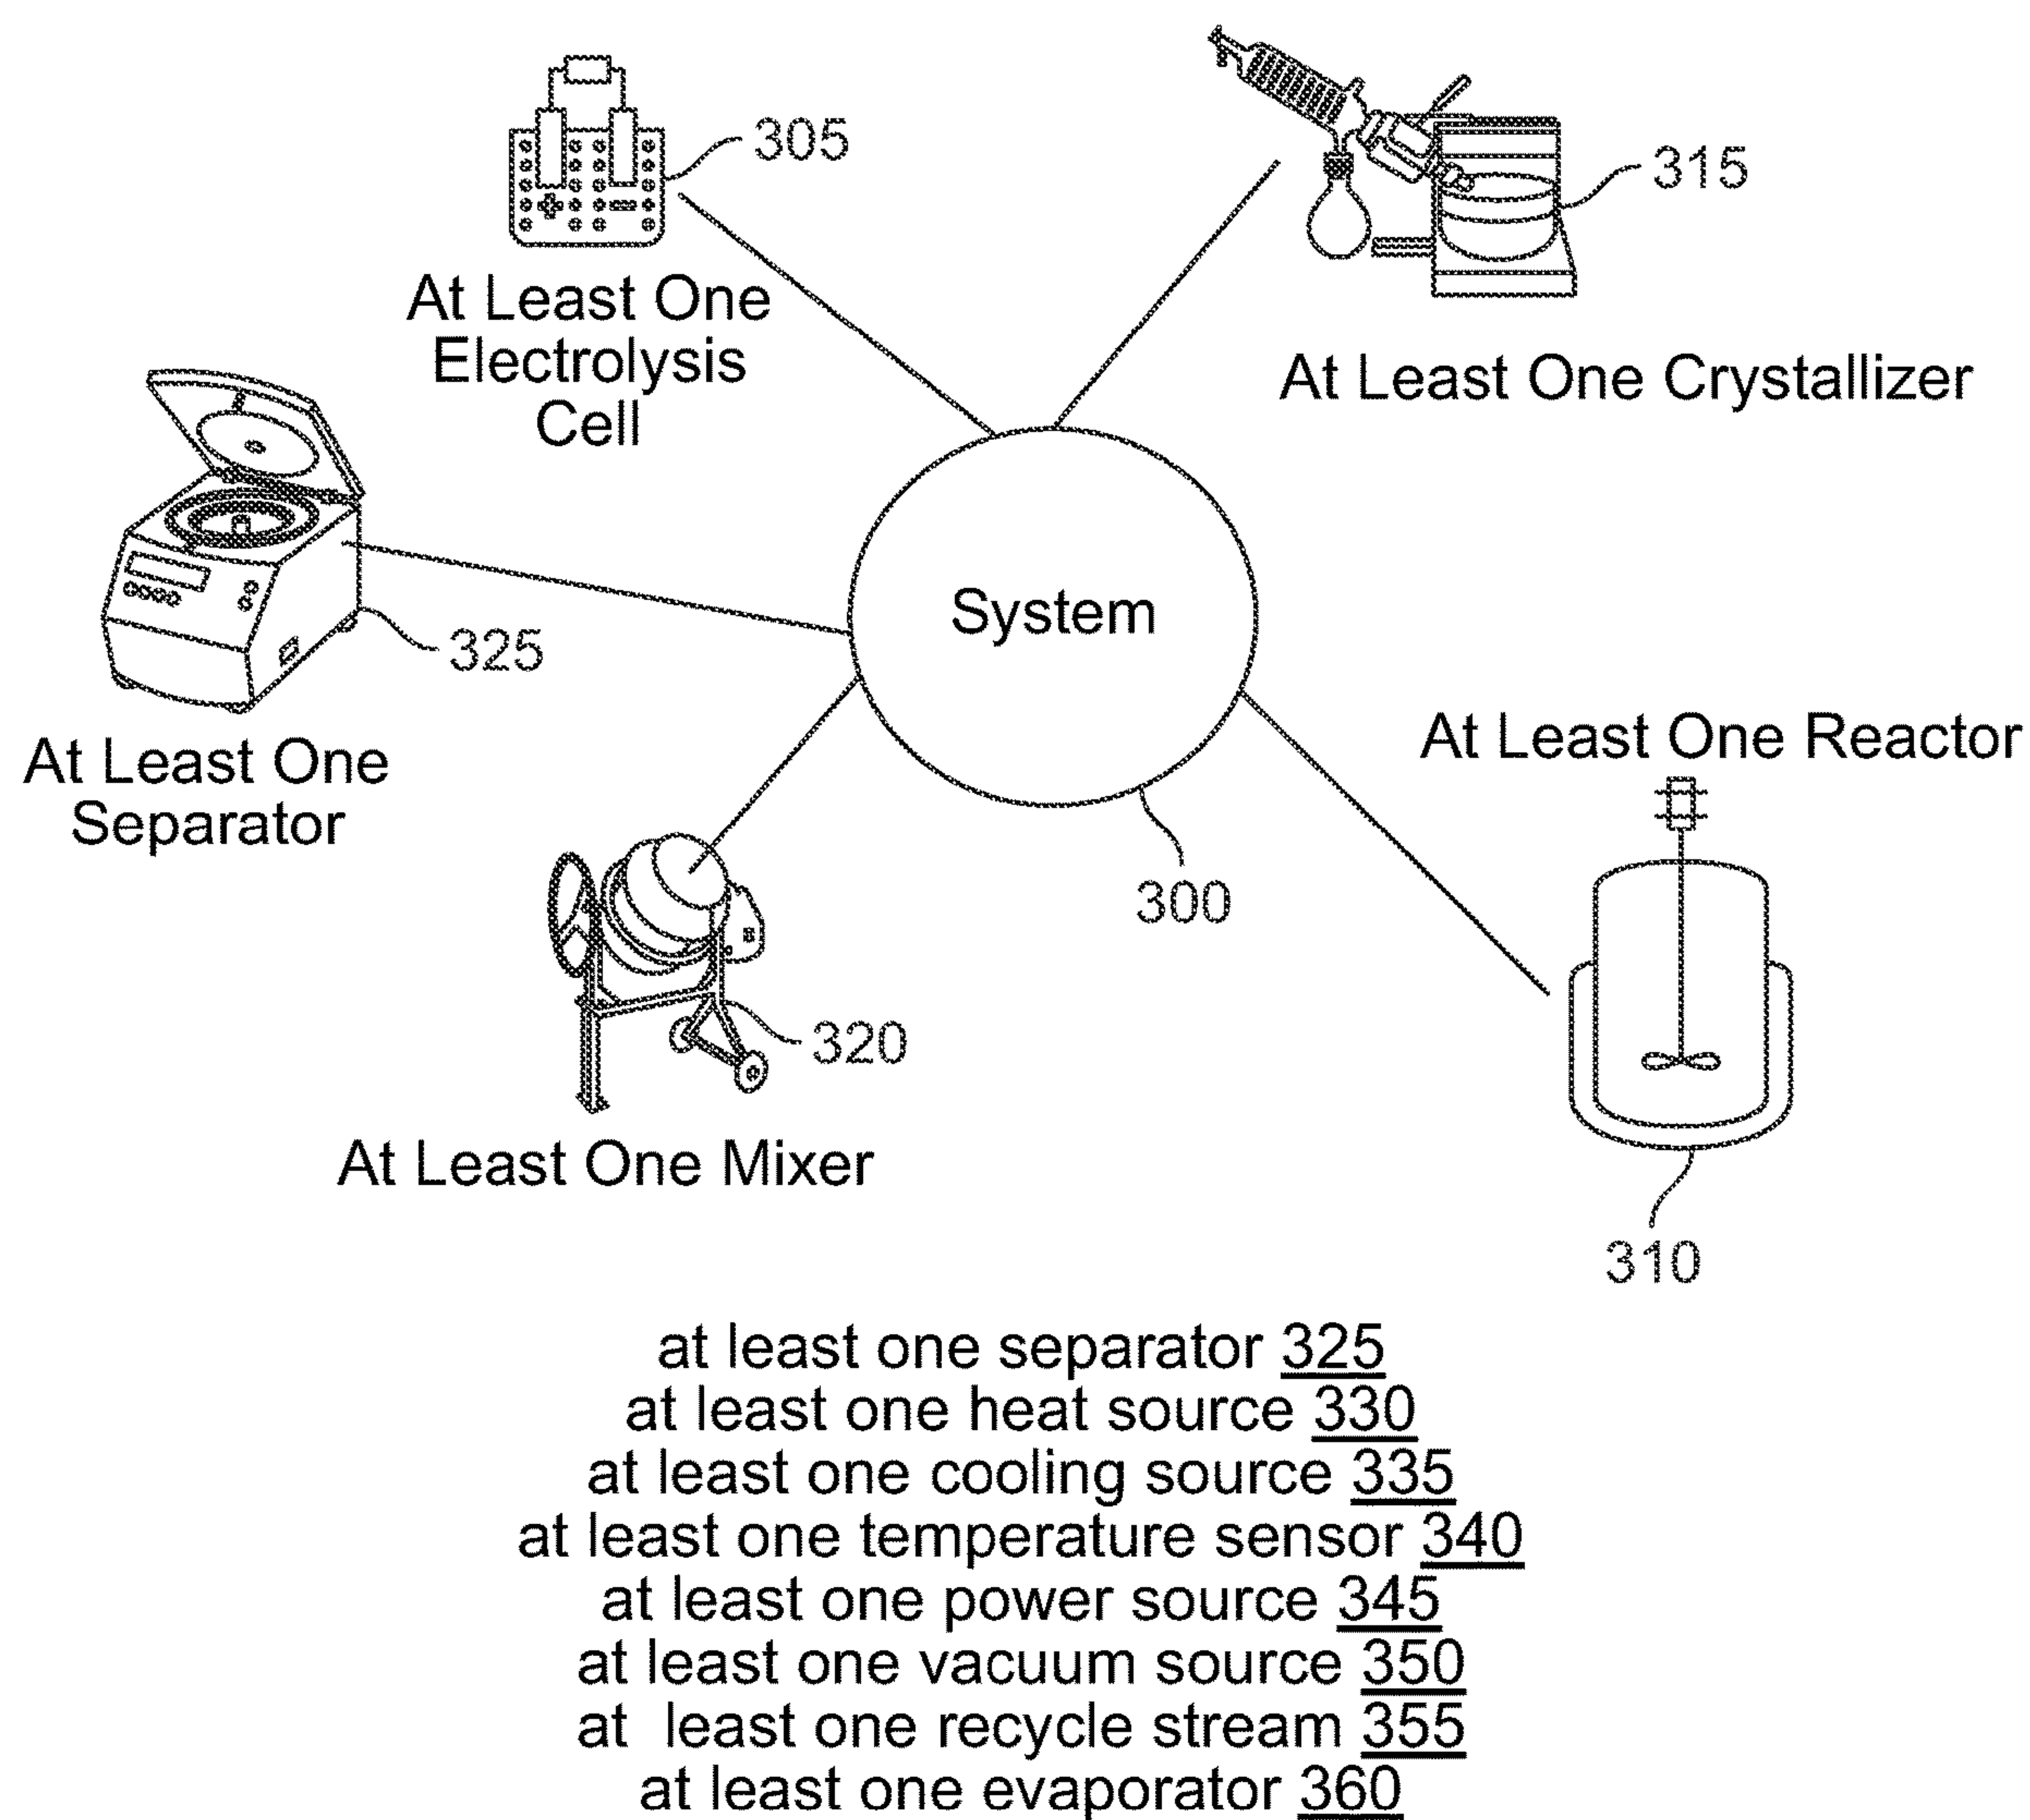 305
315
At Least One
Electrolysis
Cell
At Least One Crystallizer
System
325
At Least One
Separator
At Least One Reactor
300
320
At Least One Mixer
310
at least one separator 325
at least one heat source 330
at least one cooling source 335
at least one temperature sensor 340
at least one power source 345
at least one vacuum source 350
at  least one recycle stream 355
at least one evaporator 360